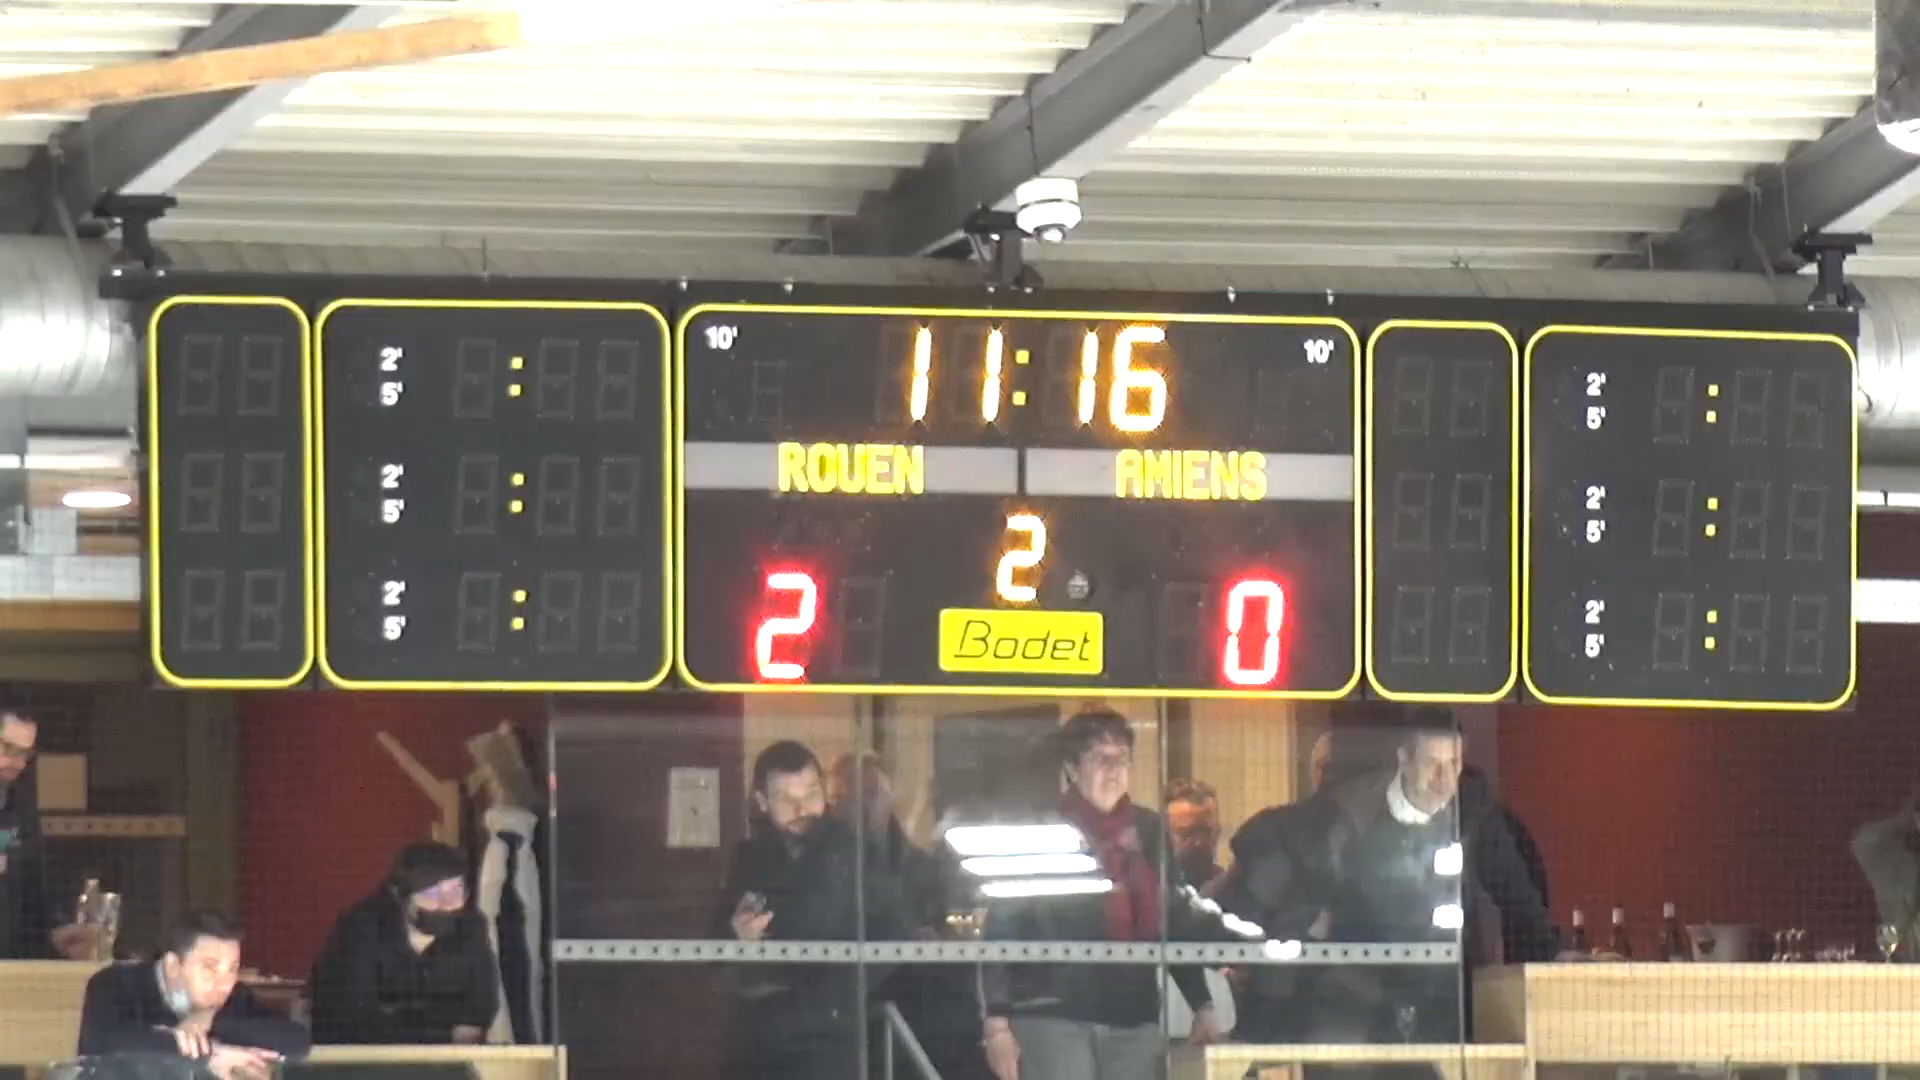 10' 11:16 10'
ROUEN AMIENS
2
2 0
Bodet
2' : 2' :
5' 5'
2' : 2' :
5' 5'
2' : 2' :
5' 5'